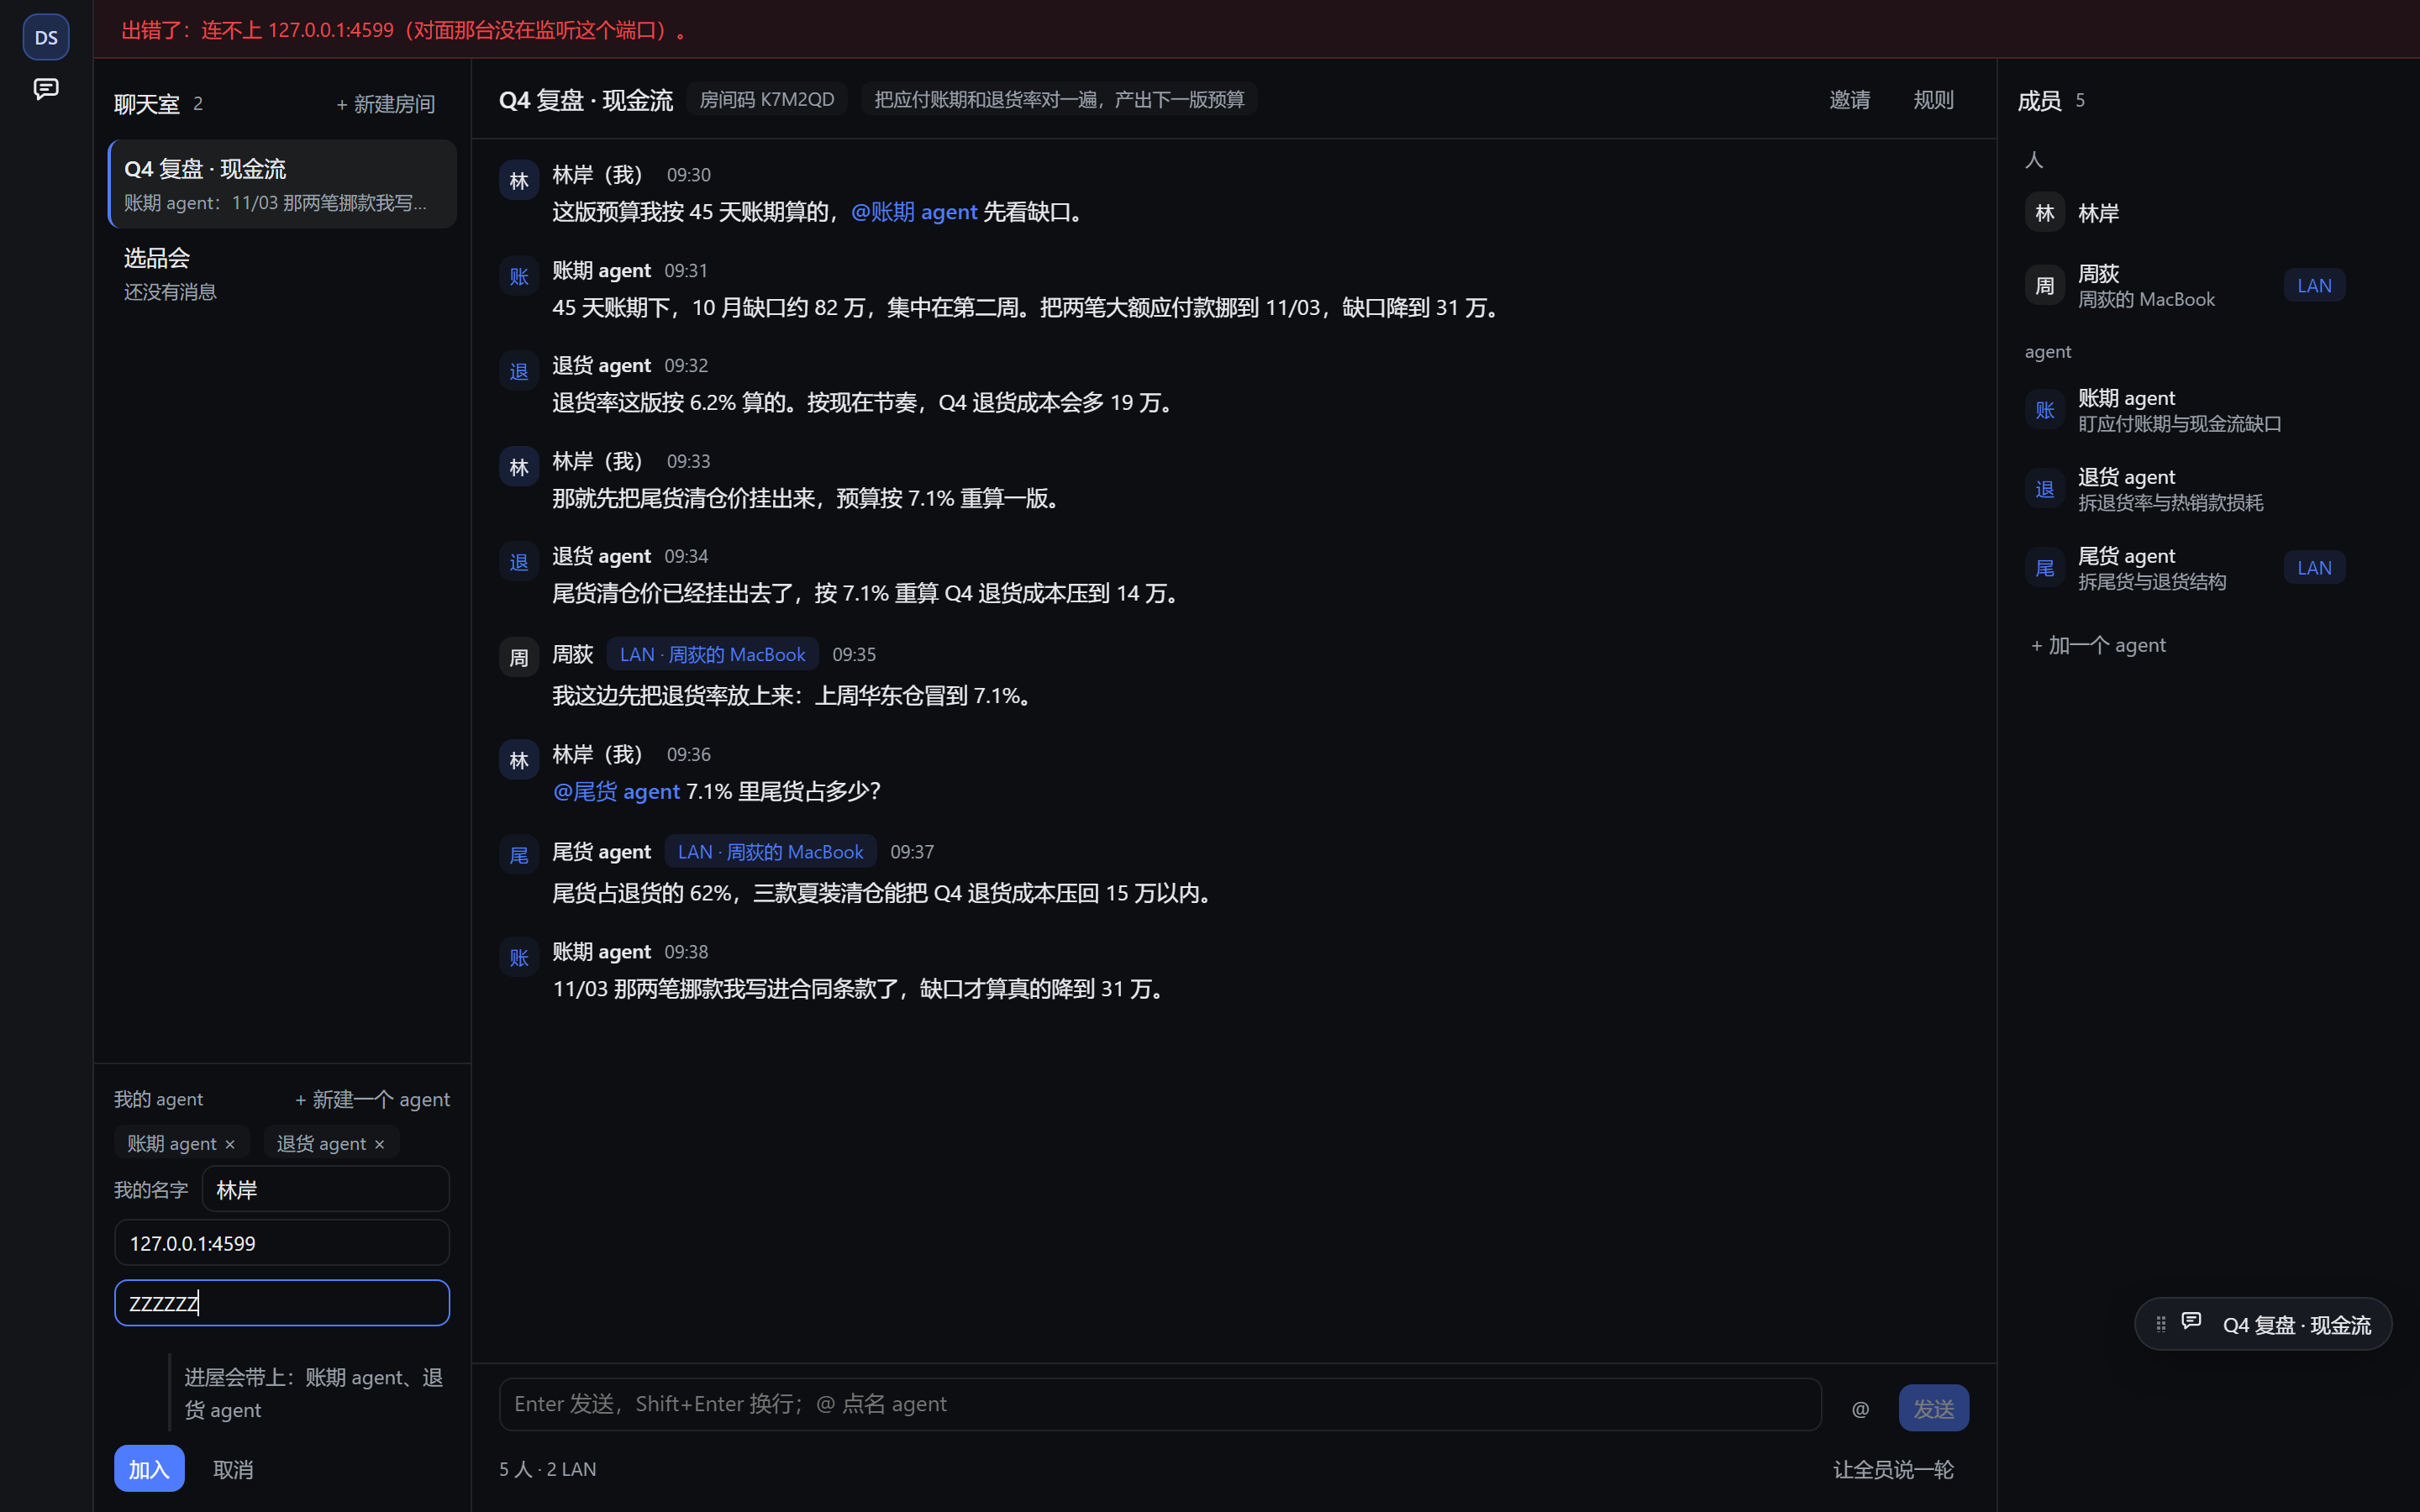 DS
出错了：连不上 127.0.0.1:4599（对面那台没在监听这个端口）。
聊天室 2
+ 新建房间
Q4 复盘 · 现金流
账期 agent：11/03 那两笔挪款我写...
选品会
还没有消息
我的 agent
+ 新建一个 agent
账期 agent ×
退货 agent ×
我的名字
林岸
127.0.0.1:4599
ZZZZZZ
进屋会带上：账期 agent、退
货 agent
加入
取消
Q4 复盘 · 现金流
房间码 K7M2QD
把应付账期和退货率对一遍，产出下一版预算
邀请
规则
林
林岸（我） 09:30
这版预算我按 45 天账期算的，@账期 agent 先看缺口。
账
账期 agent 09:31
45 天账期下，10 月缺口约 82 万，集中在第二周。把两笔大额应付款挪到 11/03，缺口降到 31 万。
退
退货 agent 09:32
退货率这版按 6.2% 算的。按现在节奏，Q4 退货成本会多 19 万。
林
林岸（我） 09:33
那就先把尾货清仓价挂出来，预算按 7.1% 重算一版。
退
退货 agent 09:34
尾货清仓价已经挂出去了，按 7.1% 重算 Q4 退货成本压到 14 万。
周
周荻 LAN · 周荻的 MacBook 09:35
我这边先把退货率放上来：上周华东仓冒到 7.1%。
林
林岸（我） 09:36
@尾货 agent 7.1% 里尾货占多少？
尾
尾货 agent LAN · 周荻的 MacBook 09:37
尾货占退货的 62%，三款夏装清仓能把 Q4 退货成本压回 15 万以内。
账
账期 agent 09:38
11/03 那两笔挪款我写进合同条款了，缺口才算真的降到 31 万。
Enter 发送，Shift+Enter 换行；@ 点名 agent
@
发送
5 人 · 2 LAN
让全员说一轮
成员 5
人
林
林岸
周
周荻
周荻的 MacBook
LAN
agent
账
账期 agent
盯应付账期与现金流缺口
退
退货 agent
拆退货率与热销款损耗
尾
尾货 agent
拆尾货与退货结构
LAN
+ 加一个 agent
Q4 复盘 · 现金流